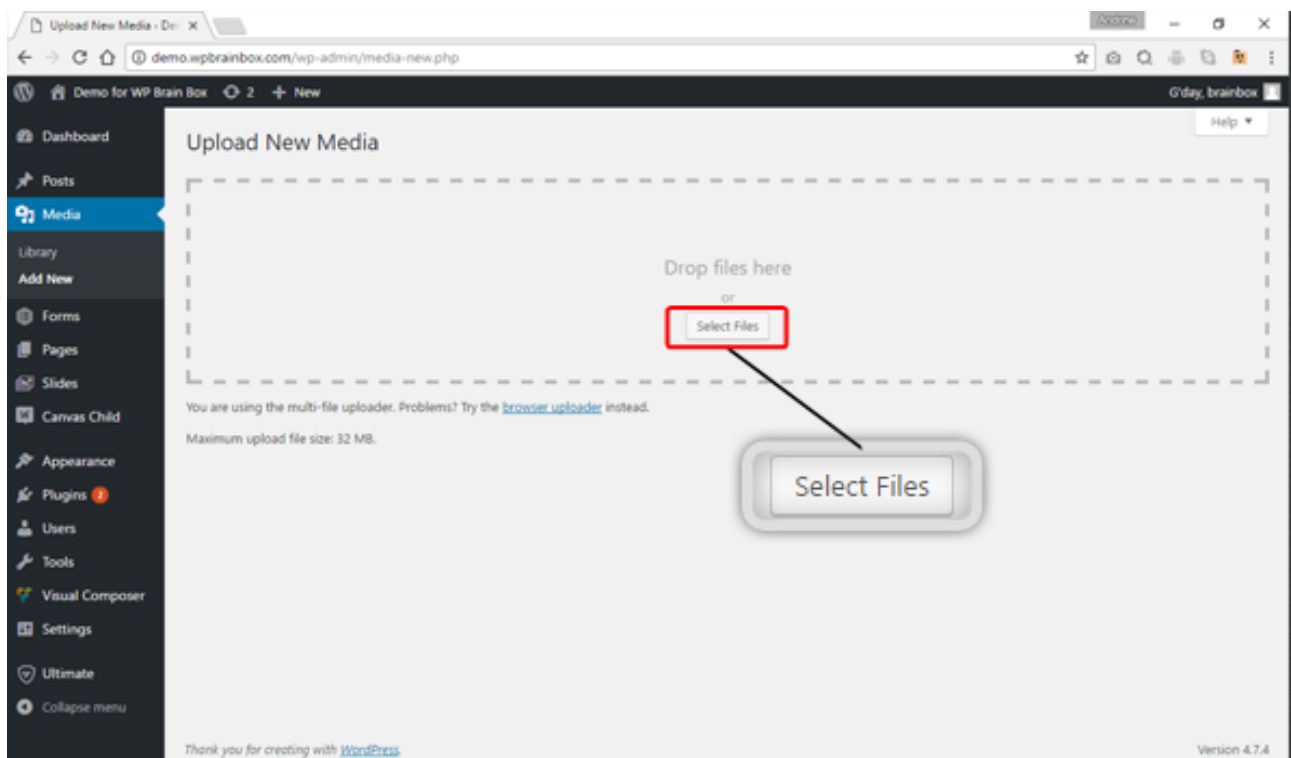 Upload New Media ‹ De
Andrew
demo.wpbrainbox.com/wp-admin/media-new.php
Demo for WP Brain Box 2 + New G'day, brainbox
Help
Dashboard
Upload New Media
Posts
Media
Library
Add New
Drop files here
or
Select Files
Forms
Pages
Slides
Canvas Child
You are using the multi-file uploader. Problems? Try the browser uploader instead.
Maximum upload file size: 32 MB.
Select Files
Appearance
Plugins 2
Users
Tools
Visual Composer
Settings
Ultimate
Collapse menu
Thank you for creating with WordPress.
Version 4.7.4